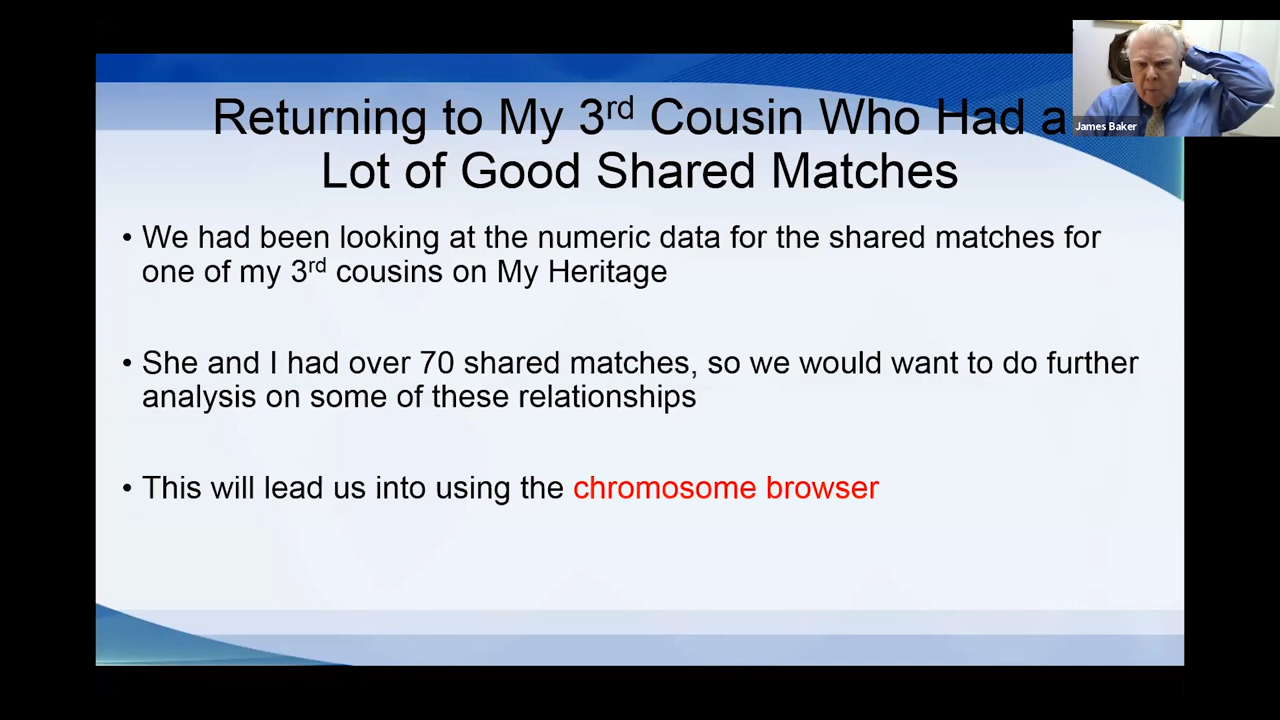 Returning to My 3rd Cousin Who Had a
Lot of Good Shared Matches
James Baker
• We had been looking at the numeric data for the shared matches for
one of my 3rd cousins on My Heritage
• She and I had over 70 shared matches, so we would want to do further
analysis on some of these relationships
• This will lead us into using the chromosome browser